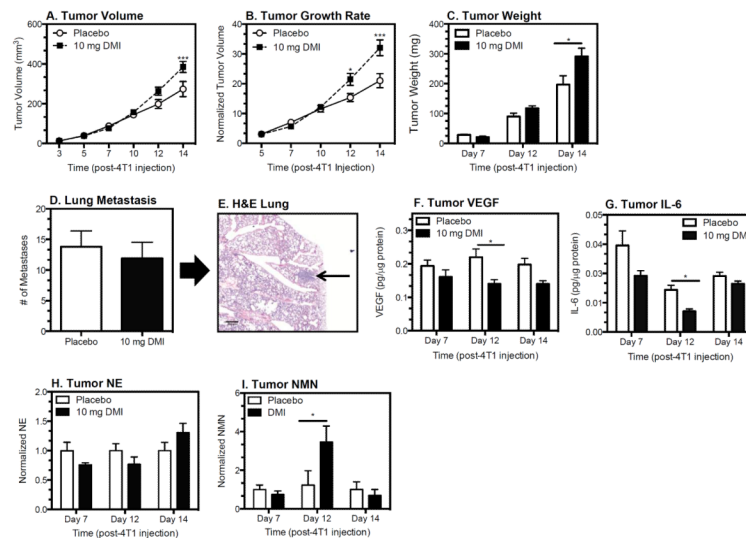 A. Tumor Volume
Placebo
10 mg DMI
***
Tumor Volume (mm3)
600
400
200
0
3 5 7 10 12 14
Time (post-4T1 injection)
B. Tumor Growth Rate
Placebo
10 mg DMI
***
*
Normalized Tumor Volume
40
30
20
10
0
5 7 10 12 14
Time (post-4T1 Injection)
C. Tumor Weight
Placebo
10 mg DMI
*
Tumor Weight (mg)
400
300
200
100
0
Day 7 Day 12 Day 14
Time (post-4T1 injection)
D. Lung Metastasis
# of Metastases
20
15
10
5
0
Placebo 10 mg DMI
E. H&E Lung
F. Tumor VEGF
Placebo
10 mg DMI
*
VEGF (pg/µg protein)
0.3
0.2
0.1
0.0
Day 7 Day 12 Day 14
Time (post-4T1 injection)
G. Tumor IL-6
Placebo
10 mg DMI
*
IL-6 (pg/µg protein)
0.05
0.04
0.03
0.01
0.00
Day 7 Day 12 Day 14
Time (post-4T1 injection)
H. Tumor NE
Placebo
10 mg DMI
Normalized NE
2.0
1.5
1.0
0.5
0.0
Day 7 Day 12 Day 14
Time (post-4T1 injection)
I. Tumor NMN
Placebo
DMI
*
Normalized NMN
6
4
2
0
Day 7 Day 12 Day 14
Time (post-4T1 injection)